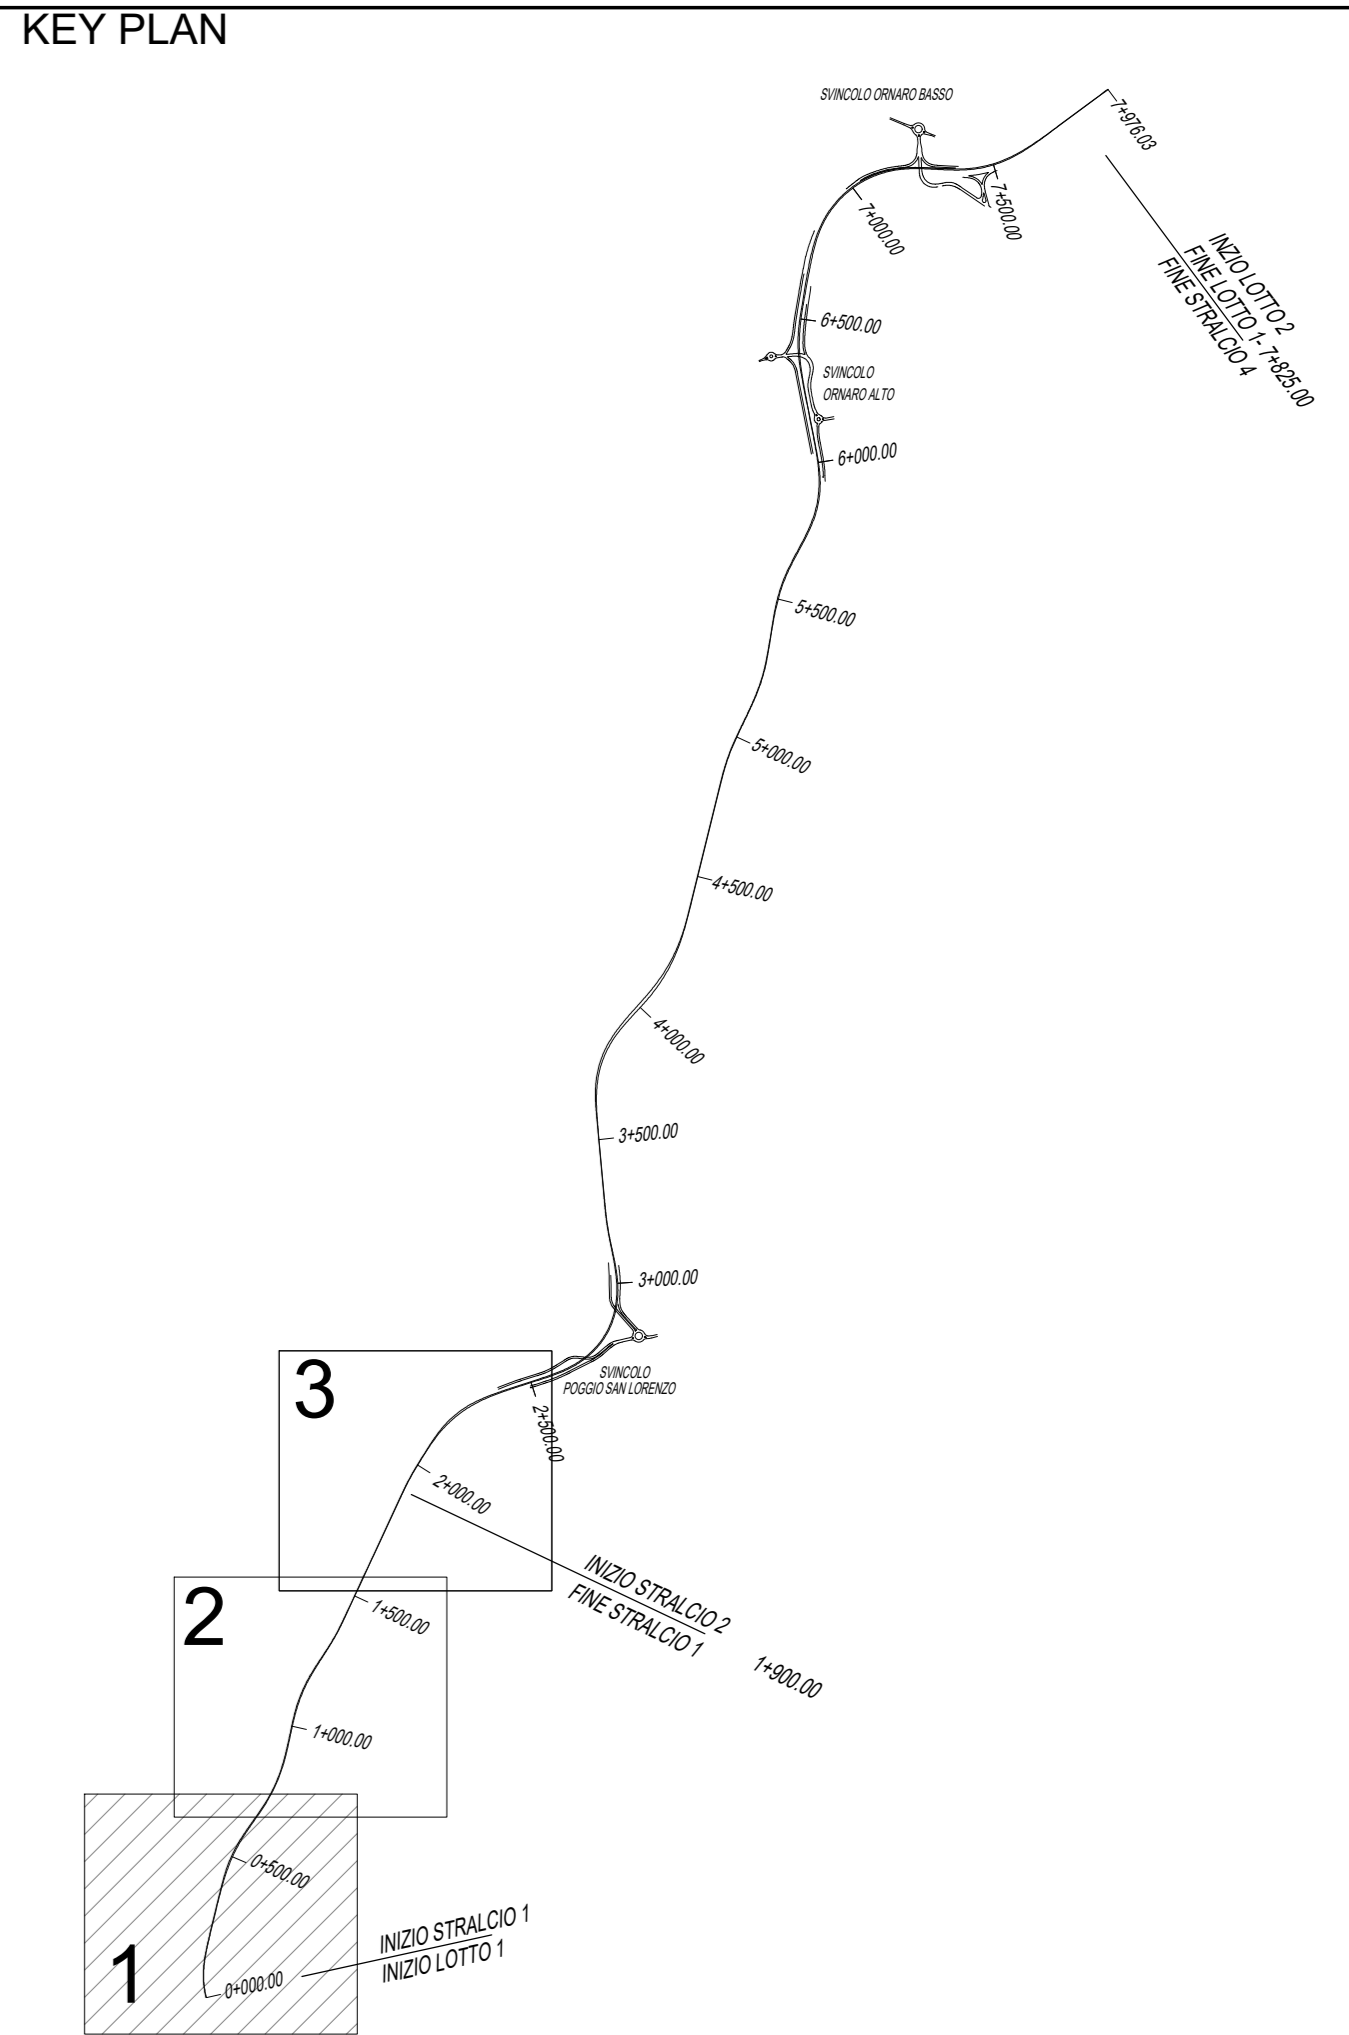 KEY PLAN
SVINCOLO ORNARO BASSO
7+976.03
7+500.00
7+000.00
INZIO LOTTO 2
FINE LOTTO 1- 7+825.00
FINE STRALCIO 4
6+500.00
SVINCOLO
ORNARO ALTO
6+000.00
5+500.00
5+000.00
4+500.00
4+000.00
3+500.00
3+000.00
3
SVINCOLO
POGGIO SAN LORENZO
2+500.00
2+000.00
INIZIO STRALCIO 2
FINE STRALCIO 1
1+900.00
2
1+500.00
1+000.00
0+500.00
INIZIO STRALCIO 1
INIZIO LOTTO 1
1
0+000.00